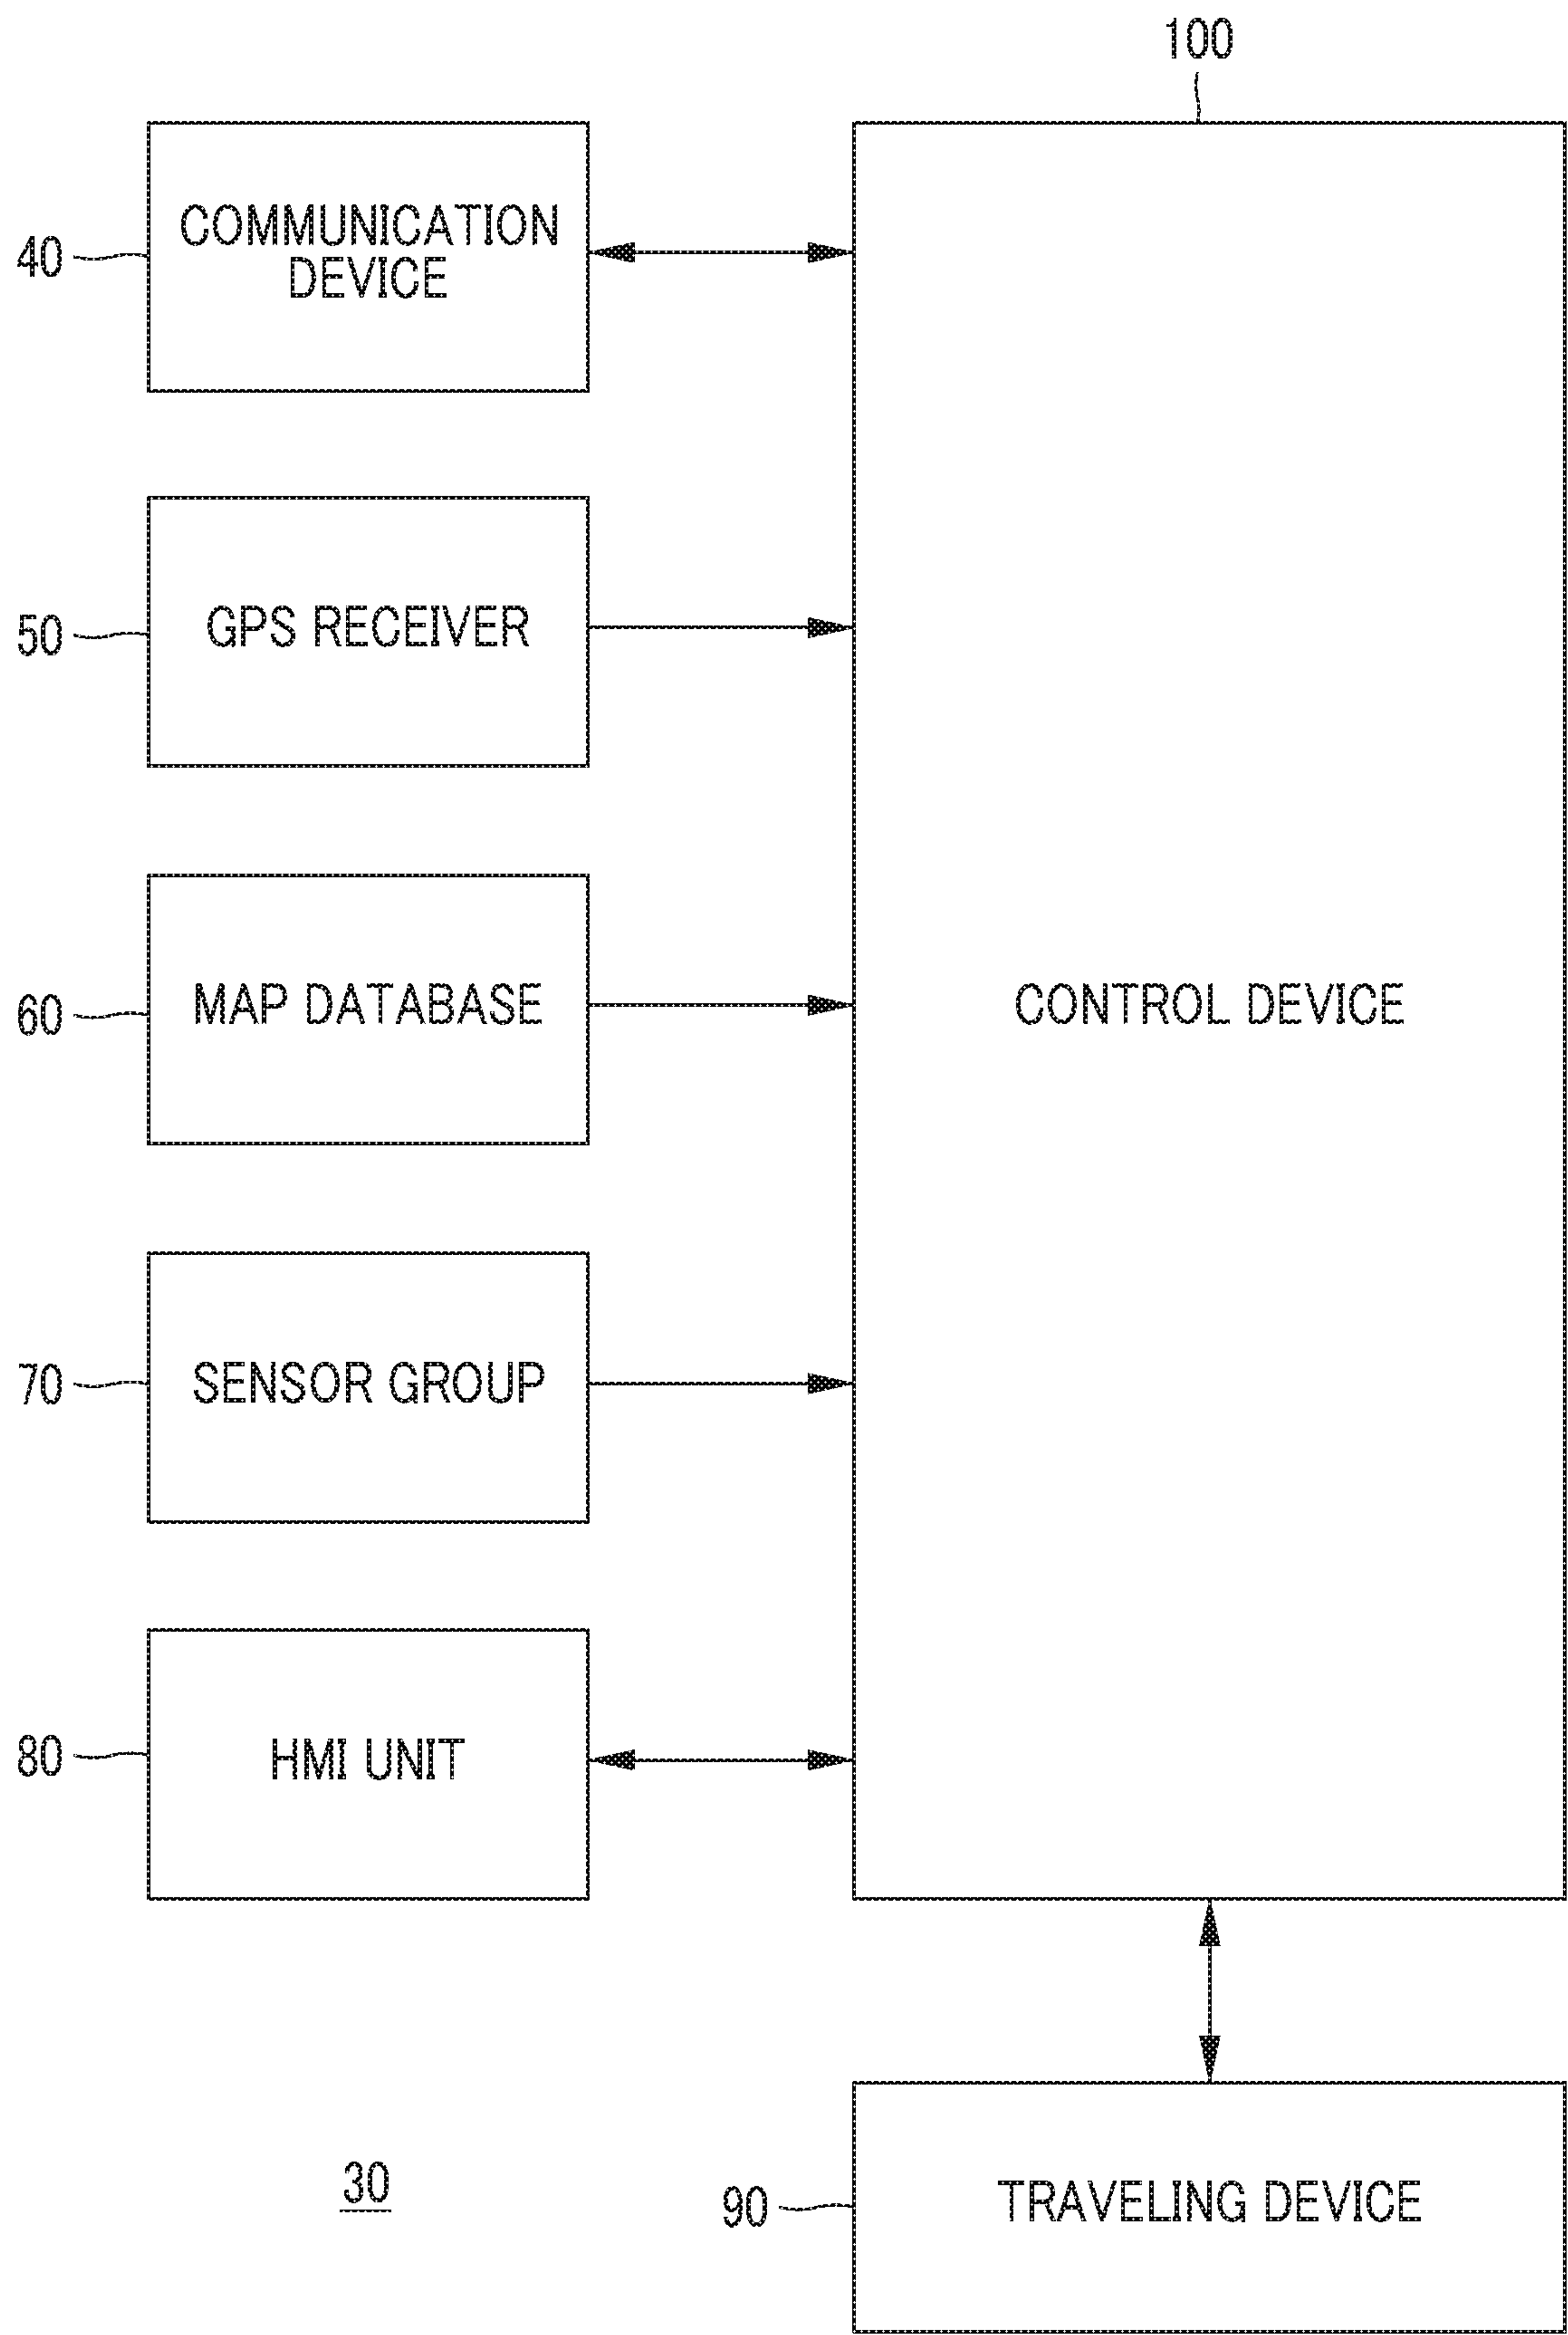 100
40
COMMUNICATION
DEVICE
50
GPS RECEIVER
60
MAP DATABASE
CONTROL DEVICE
70
SENSOR GROUP
80
HMI UNIT
30
90
TRAVELING DEVICE